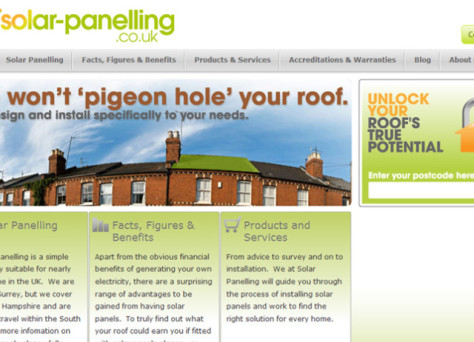 solar-panelling
.co.uk
Solar Panelling
Facts, Figures & Benefits
Products & Services
Accreditations & Warranties
Blog
About
won't 'pigeon hole' your roof.
sign and install specifically to your needs.
UNLOCK
YOUR
ROOF'S
TRUE
POTENTIAL
Enter your postcode here
ar Panelling
anelling is a simple
y suitable for nearly
e in the UK. We are
Surrey, but we cover
Hampshire and are
travel within the South
more infomation on
Facts, Figures &
Benefits
Apart from the obvious financial
benefits of generating your own
electricity, there are a surprising
range of advantages to be
gained from having solar
panels. To truly find out what
your roof could earn you if fitted
Products and
Services
From advice to survey and on to
installation. We at Solar
Panelling will guide you through
the process of installing solar
panels and work to find the
right solution for every home.